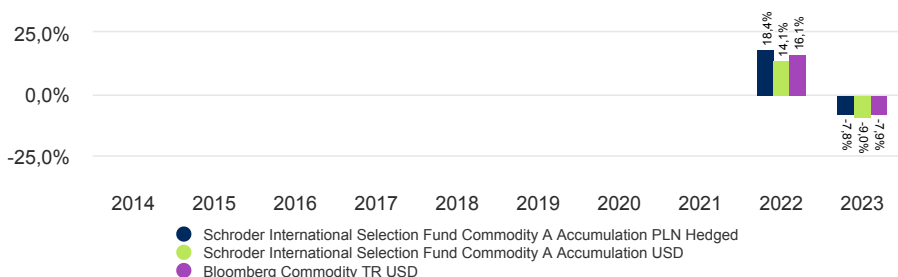 25,0%
18,4%
14,1%
16,1%
0,0%
-7,8%
-9,0%
-7,9%
-25,0%
2014 2015 2016 2017 2018 2019 2020 2021 2022 2023
Schroder International Selection Fund Commodity A Accumulation PLN Hedged
Schroder International Selection Fund Commodity A Accumulation USD
Bloomberg Commodity TR USD